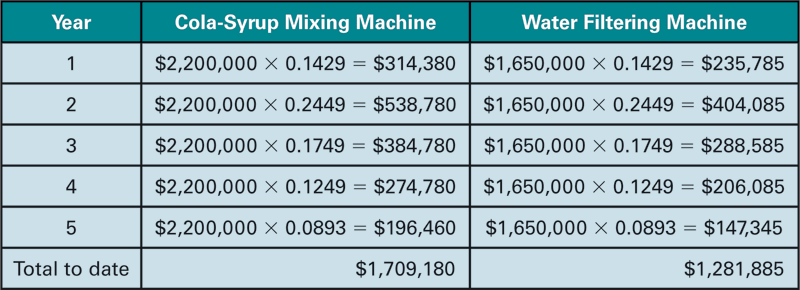 Year Cola-Syrup Mixing Machine Water Filtering Machine
1 $2,200,000 × 0.1429 = $314,380 $1,650,000 × 0.1429 = $235,785
2 $2,200,000 × 0.2449 = $538,780 $1,650,000 × 0.2449 = $404,085
3 $2,200,000 × 0.1749 = $384,780 $1,650,000 × 0.1749 = $288,585
4 $2,200,000 × 0.1249 = $274,780 $1,650,000 × 0.1249 = $206,085
5 $2,200,000 × 0.0893 = $196,460 $1,650,000 × 0.0893 = $147,345
Total to date $1,709,180 $1,281,885